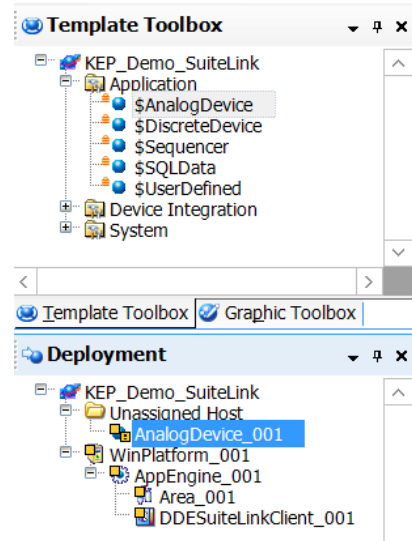 Template Toolbox
KEP_Demo_SuiteLink
Application
$AnalogDevice
$DiscreteDevice
$Sequencer
$SQLData
$UserDefined
Device Integration
System
Template Toolbox Graphic Toolbox
Deployment
KEP_Demo_SuiteLink
Unassigned Host
AnalogDevice_001
WinPlatform_001
AppEngine_001
Area_001
DDESuiteLinkClient_001